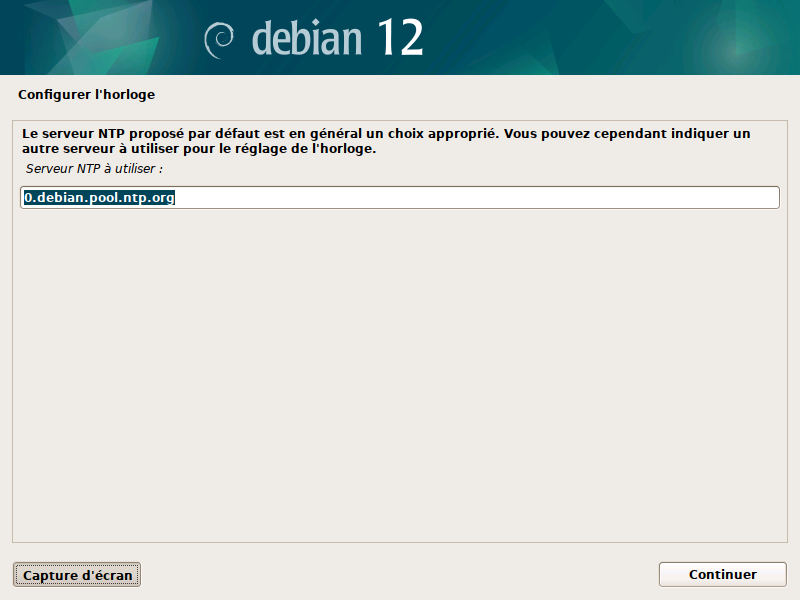 debian 12
Configurer l'horloge
Le serveur NTP proposé par défaut est en général un choix approprié. Vous pouvez cependant indiquer un
autre serveur à utiliser pour le réglage de l'horloge.
Serveur NTP à utiliser :
0.debian.pool.ntp.org
Capture d'écran
Continuer